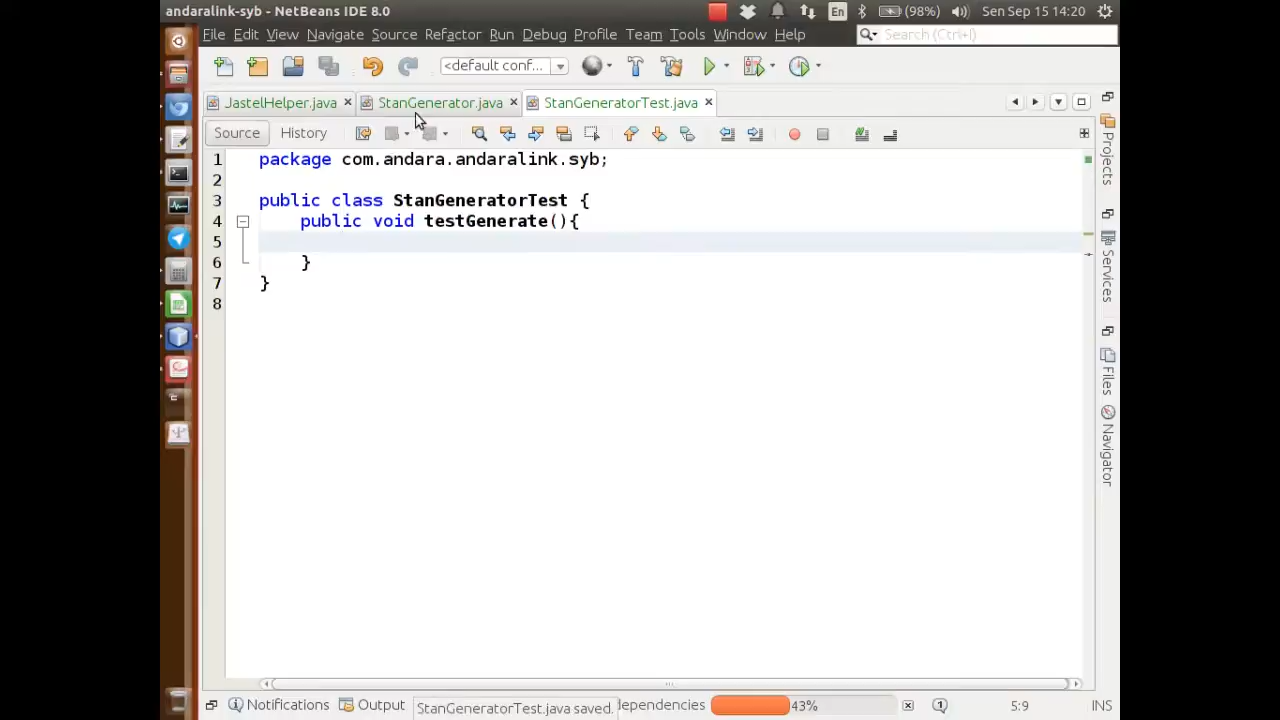 andaralink-syb - NetBeans IDE 8.0
En (98%) Sen Sep 15 14:20
File Edit View Navigate Source Refactor Run Debug Profile Team Tools Window Help
Search (Ctrl+I)
<default conf...
JastelHelper.java StanGenerator.java StanGeneratorTest.java
Source History
1 package com.andara.andaralink.syb;
2
3 public class StanGeneratorTest {
4 public void testGenerate(){
5
6 }
7 }
8
Projects
Services
Files
Navigator
Notifications Output StanGeneratorTest.java saved. dependencies 43% 1 5:9 INS